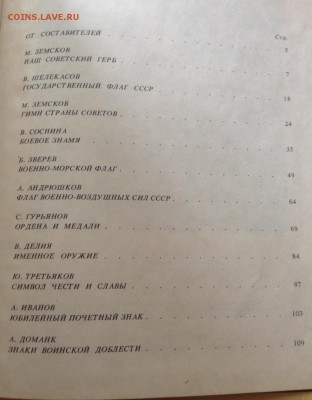 COINS.LAVE.RU
Стр.
ОТ СОСТАВИТЕЛЕЙ 5
М. ЗЕМСКОВ
НАШ СОВЕТСКИЙ ГЕРБ 7
В. ШЕЛЕКАСОВ
ГОСУДАРСТВЕННЫЙ ФЛАГ СССР 18
М. ЗЕМСКОВ
ГИМН СТРАНЫ СОВЕТОВ 24
В. СОСНИНА
БОЕВОЕ ЗНАМЯ 35
Б. ЗВЕРЕВ
ВОЕННО-МОРСКОЙ ФЛАГ 49
А. АНДРЮШКОВ
ФЛАГ ВОЕННО-ВОЗДУШНЫХ СИЛ СССР 64
С. ГУРЬЯНОВ
ОРДЕНА И МЕДАЛИ 69
В. ДЕЛИЯ
ИМЕННОЕ ОРУЖИЕ 84
Ю. ТРЕТЬЯКОВ
СИМВОЛ ЧЕСТИ И СЛАВЫ 97
А. ИВАНОВ
ЮБИЛЕЙНЫЙ ПОЧЕТНЫЙ ЗНАК 103
А. ДОМАНК
ЗНАКИ ВОИНСКОЙ ДОБЛЕСТИ 109